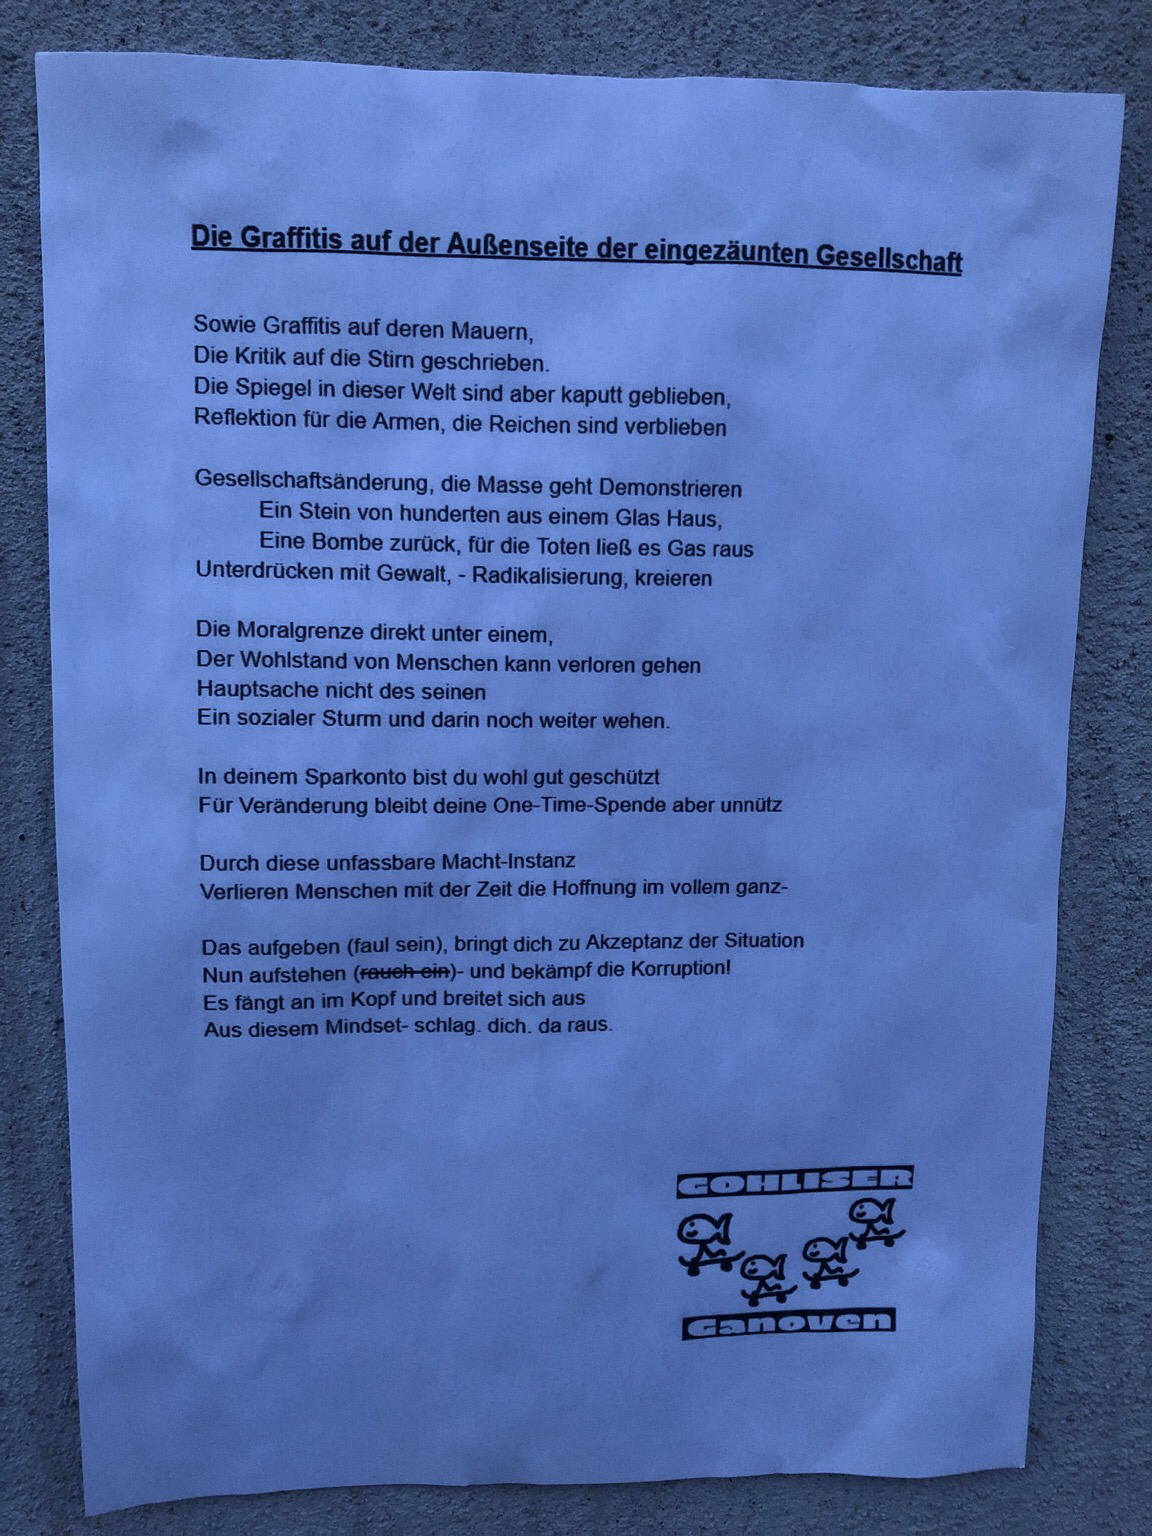 Die Graffitis auf der Außenseite der eingezäunten Gesellschaft
Sowie Graffitis auf deren Mauern,
Die Kritik auf die Stirn geschrieben.
Die Spiegel in dieser Welt sind aber kaputt geblieben,
Reflektion für die Armen, die Reichen sind verblieben
Gesellschaftsänderung, die Masse geht Demonstrieren
Ein Stein von hunderten aus einem Glas Haus,
Eine Bombe zurück, für die Toten ließ es Gas raus
Unterdrücken mit Gewalt, - Radikalisierung, kreieren
Die Moralgrenze direkt unter einem,
Der Wohlstand von Menschen kann verloren gehen
Hauptsache nicht des seinen
Ein sozialer Sturm und darin noch weiter wehen.
In deinem Sparkonto bist du wohl gut geschützt
Für Veränderung bleibt deine One-Time-Spende aber unnütz
Durch diese unfassbare Macht-Instanz
Verlieren Menschen mit der Zeit die Hoffnung im vollem ganz-
Das aufgeben (faul sein), bringt dich zu Akzeptanz der Situation
Nun aufstehen (rauch ein)- und bekämpf die Korruption!
Es fängt an im Kopf und breitet sich aus
Aus diesem Mindset- schlag. dich. da raus.
GOHLISER
Ganoven